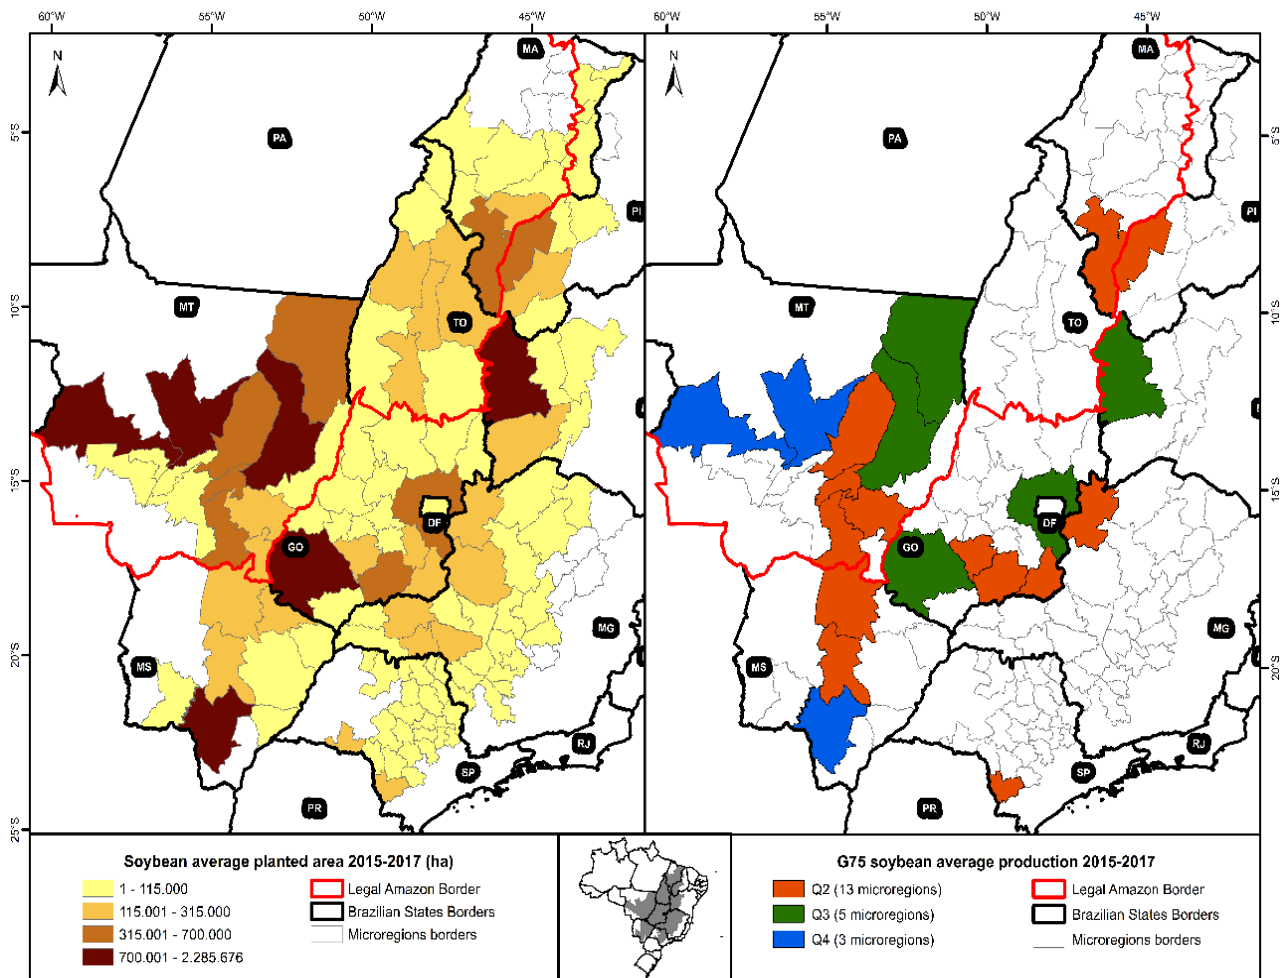 60°W 55°W 50°W 45°W 60°W 55°W 50°W 45°W
N MA N MA
5°S PA PA 5°S
PI PI
10°S MT TO MT TO 10°S
15°S DF DF 15°S
GO GO
MG MG
20°S MS MS 20°S
RJ RJ
SP SP
PR PR
25°S 25°S
Soybean average planted area 2015-2017 (ha)
1 - 115.000
115.001 - 315.000
315.001 - 700.000
700.001 - 2.285.676
Legal Amazon Border
Brazilian States Borders
Microregions borders
G75 soybean average production 2015-2017
Q2 (13 microregions)
Q3 (5 microregions)
Q4 (3 microregions)
Legal Amazon Border
Brazilian States Borders
Microregions borders